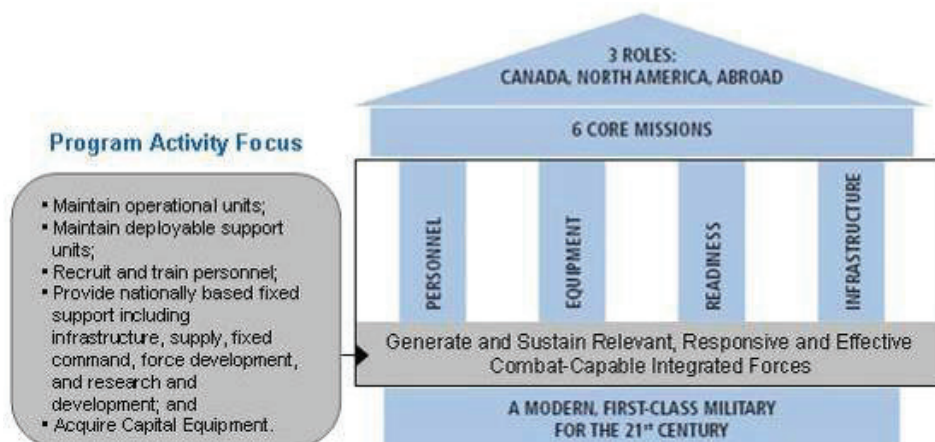 3 ROLES:
CANADA, NORTH AMERICA, ABROAD
6 CORE MISSIONS
Program Activity Focus
▪ Maintain operational units;
▪ Maintain deployable support
units;
▪ Recruit and train personnel;
▪ Provide nationally based fixed
support including
infrastructure, supply, fixed
command, force development,
and research and
development; and
▪ Acquire Capital Equipment.
PERSONNEL
EQUIPMENT
READINESS
INFRASTRUCTURE
Generate and Sustain Relevant, Responsive and Effective
Combat-Capable Integrated Forces
A MODERN, FIRST-CLASS MILITARY
FOR THE 21ST CENTURY